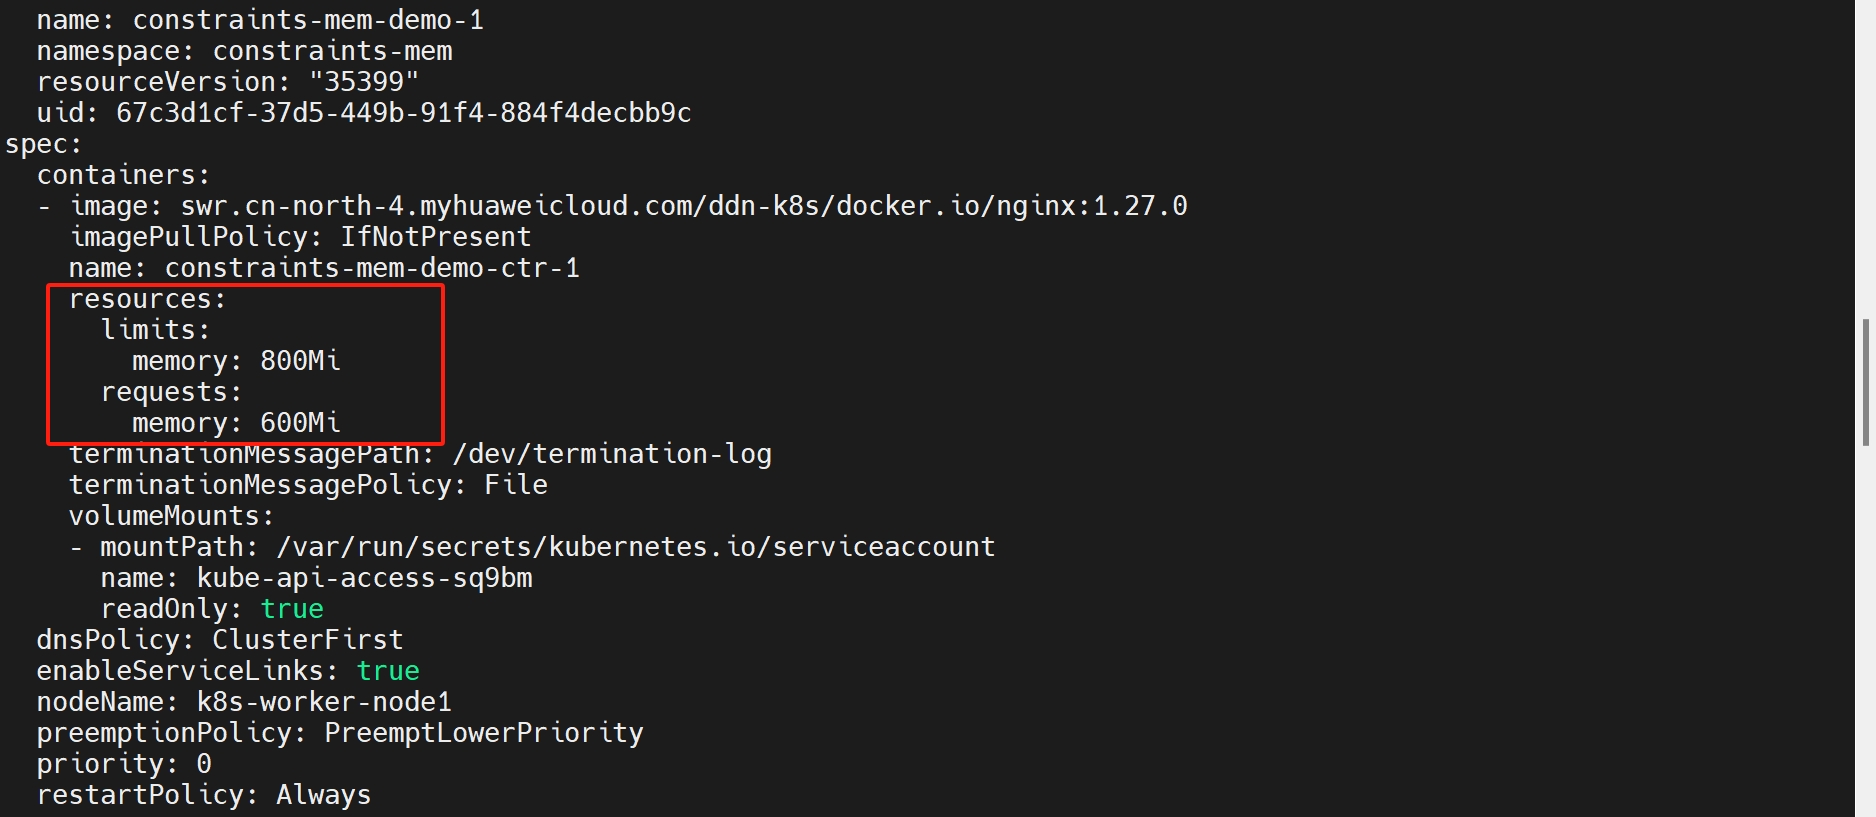 name: constraints-mem-demo-1
namespace: constraints-mem
resourceVersion: "35399"
uid: 67c3d1cf-37d5-449b-91f4-884f4decbb9c
spec:
containers:
- image: swr.cn-north-4.myhuaweicloud.com/ddn-k8s/docker.io/nginx:1.27.0
imagePullPolicy: IfNotPresent
name: constraints-mem-demo-ctr-1
resources:
limits:
memory: 800Mi
requests:
memory: 600Mi
terminationMessagePath: /dev/termination-log
terminationMessagePolicy: File
volumeMounts:
- mountPath: /var/run/secrets/kubernetes.io/serviceaccount
name: kube-api-access-sq9bm
readOnly: true
dnsPolicy: ClusterFirst
enableServiceLinks: true
nodeName: k8s-worker-node1
preemptionPolicy: PreemptLowerPriority
priority: 0
restartPolicy: Always